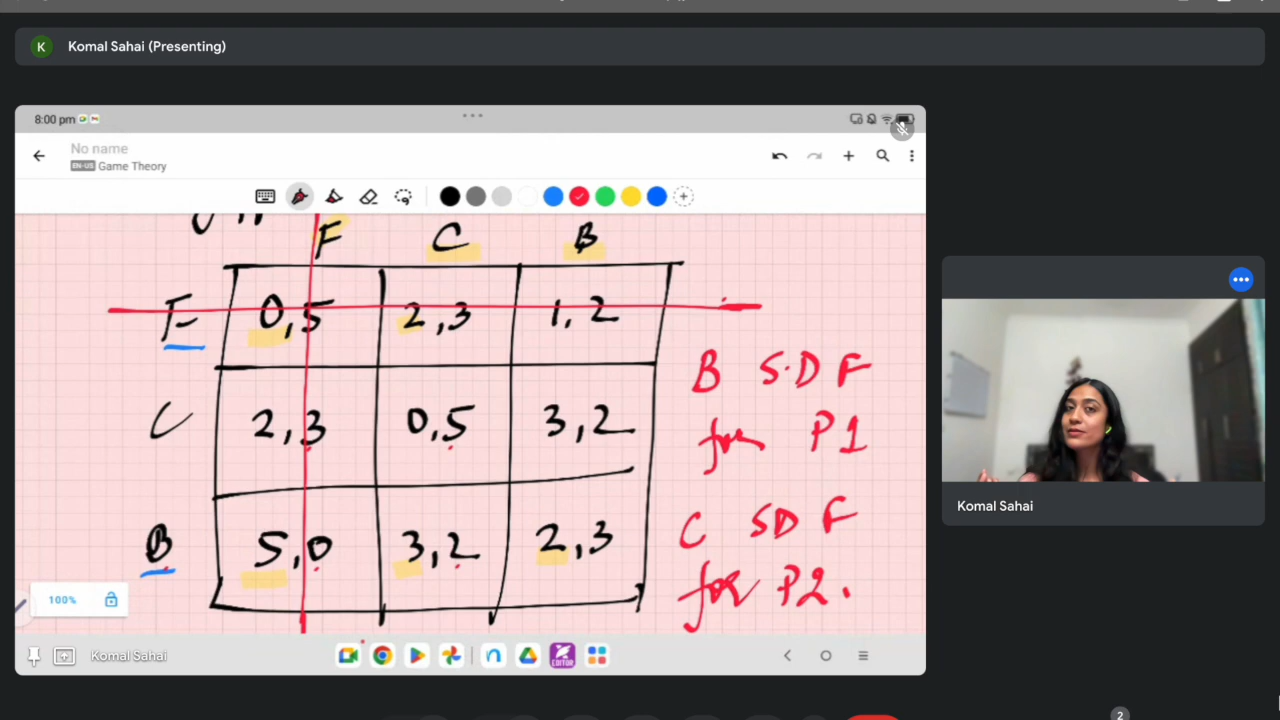 K Komal Sahai (Presenting)
8:00 pm
No name
EN-US Game Theory
F C B
F 0,5 2,3 1,2
C 2,3 0,5 3,2
B 5,0 3,2 2,3
B S.D F
for P1
C SD F
for P2.
100%
Komal Sahai
EDITOR
Komal Sahai
2